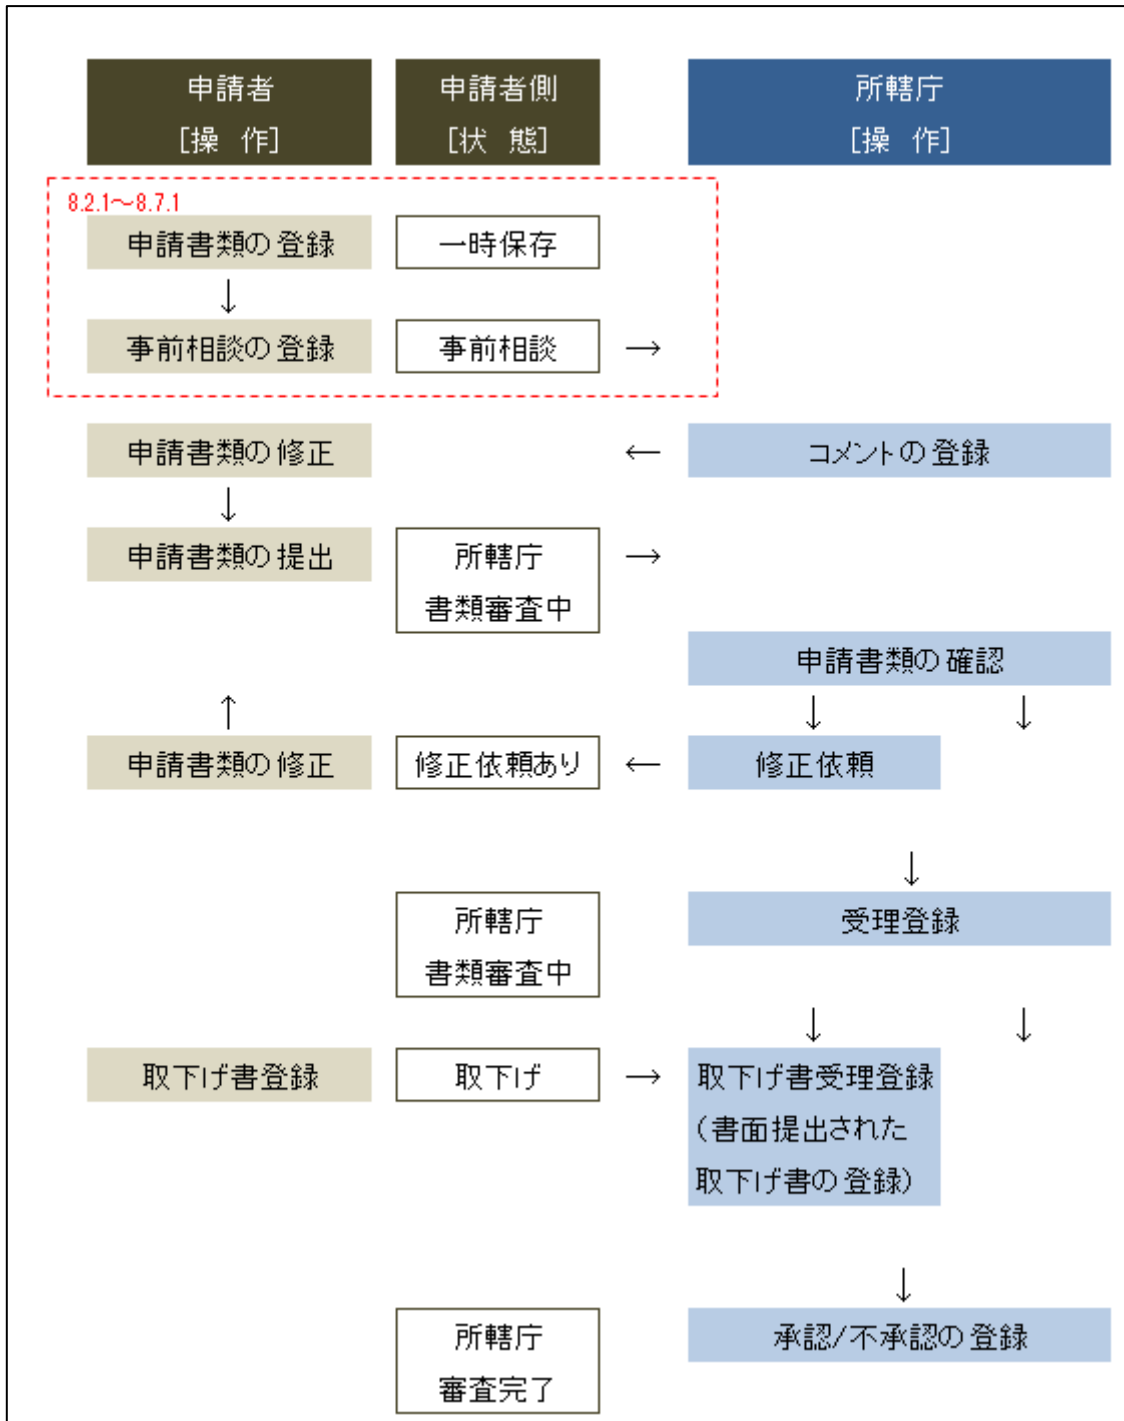 申請者
[操 作]
申請者側
[状 態]
所轄庁
[操 作]
8.2.1～8.7.1
申請書類の登録
一時保存
↓
事前相談の登録
事前相談
→
申請書類の修正
←
コメントの登録
↓
申請書類の提出
所轄庁
書類審査中
→
申請書類の確認
↑
↓
↓
申請書類の修正
修正依頼あり
←
修正依頼
↓
所轄庁
書類審査中
受理登録
↓
↓
取下げ書登録
取下げ
→
取下げ書受理登録
(書面提出された
取下げ書の登録)
↓
所轄庁
審査完了
承認/不承認の登録